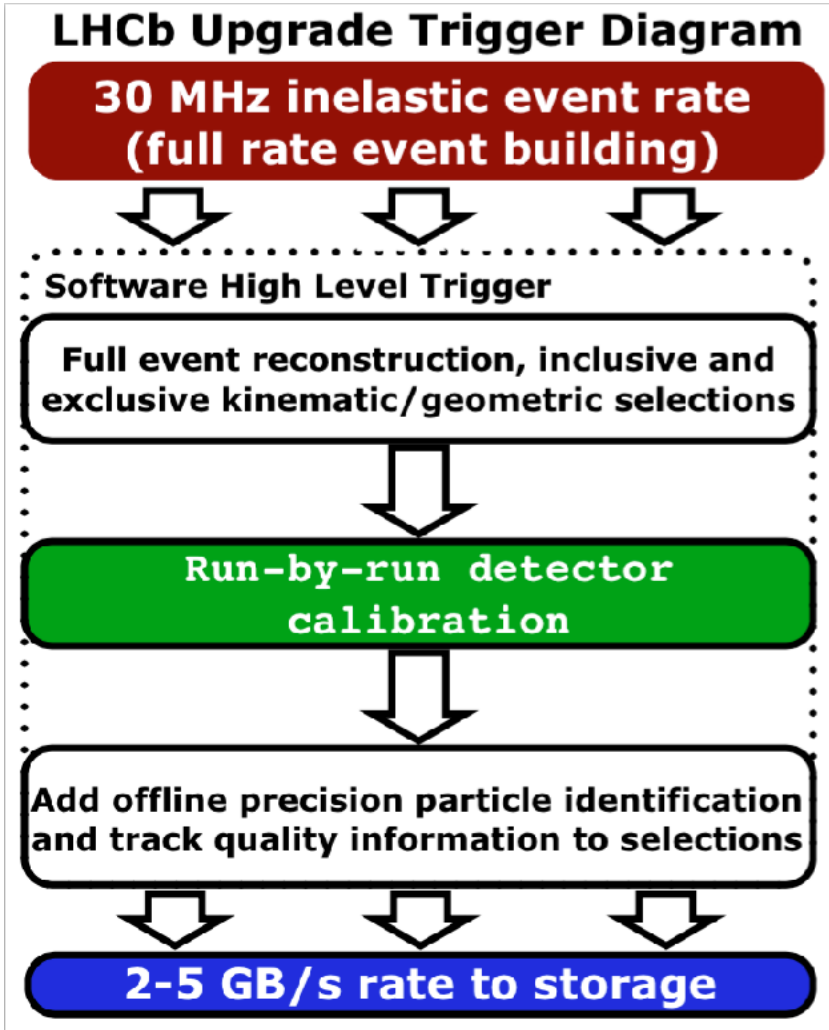 LHCb Upgrade Trigger Diagram
30 MHz inelastic event rate
(full rate event building)
Software High Level Trigger
Full event reconstruction, inclusive and
exclusive kinematic/geometric selections
Run-by-run detector
calibration
Add offline precision particle identification
and track quality information to selections
2-5 GB/s rate to storage